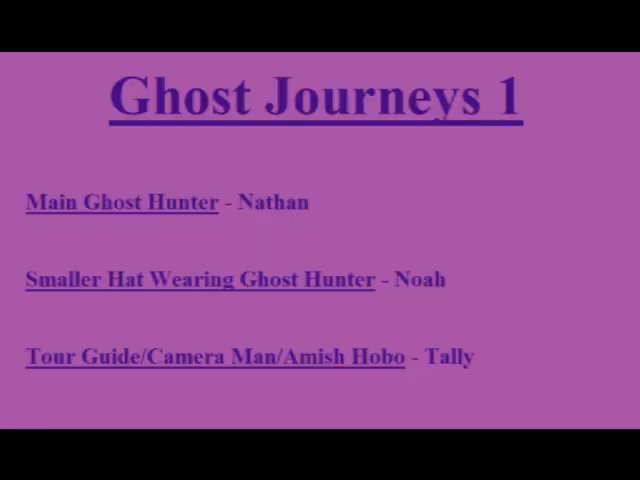 Ghost Journeys 1
Main Ghost Hunter - Nathan
Smaller Hat Wearing Ghost Hunter - Noah
Tour Guide/Camera Man/Amish Hobo - Tally